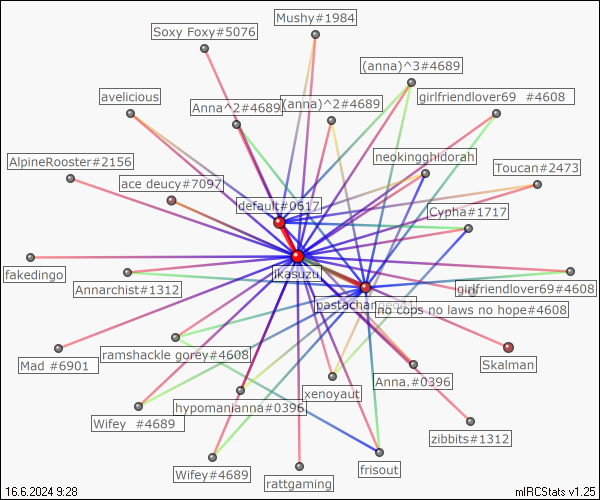 Mushy#1984
Soxy Foxy#5076
(anna)^3#4689
avelicious
girlfriendlover69 #4608
Anna^2#4689
(anna)^2#4689
neokingghidorah
AlpineRooster#2156
Toucan#2473
ace deucy#7097
default#0617
Cypha#1717
fakedingo
jkasuzu
Annarchist#1312
girlfriendlover69#4608
no cops no laws no hope#4608
ramshackle gorey#4608
Mad #6901
Skalman
Anna.#0396
xenoyaut
hypomanianna#0396
Wifey #4689
zibbits#1312
Wifey#4689
frisout
rattgaming
16.6.2024 9:28
mIRCStats v1.25